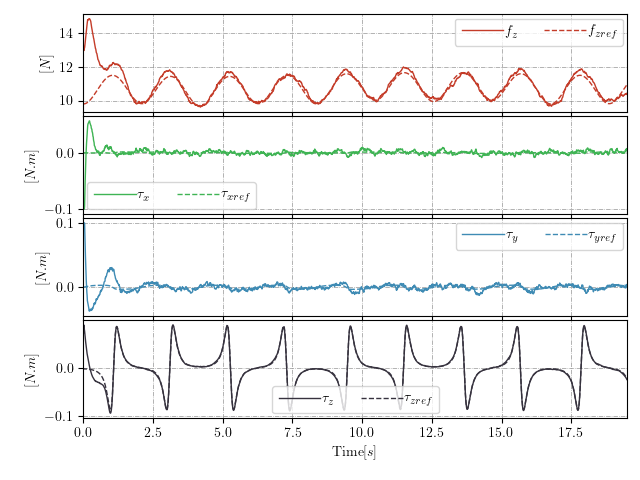 14
12
10
[N]
f_z f_zref
0.0
−0.1
[N.m]
τ_x τ_xref
0.1
0.0
[N.m]
τ_y τ_yref
0.0
−0.1
[N.m]
τ_z τ_zref
0.0 2.5 5.0 7.5 10.0 12.5 15.0 17.5
Time[s]